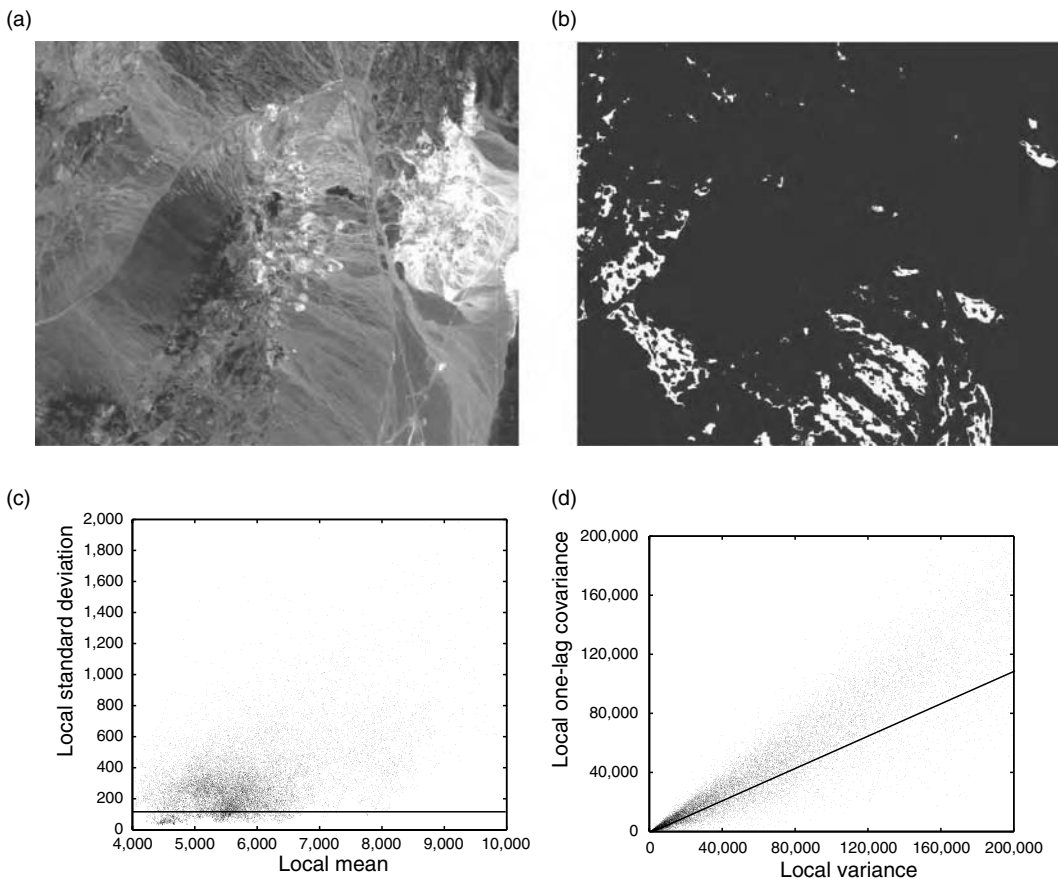 (a)
(b)
(c)
2,000
1,800
1,600
1,400
1,200
1,000
800
600
400
200
0
Local standard deviation
4,000 5,000 6,000 7,000 8,000 9,000 10,000
Local mean
(d)
200,000
160,000
120,000
80,000
40,000
0
Local one-lag covariance
0 40,000 80,000 120,000 160,000 200,000
Local variance